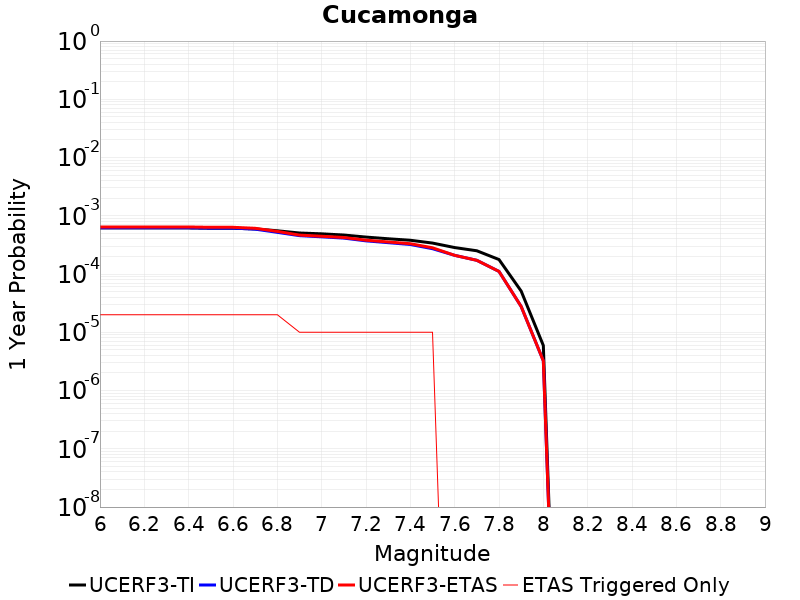 Cucamonga
10^0
10^-1
10^-2
10^-3
10^-4
10^-5
10^-6
10^-7
10^-8
1 Year Probability
6 6.2 6.4 6.6 6.8 7 7.2 7.4 7.6 7.8 8 8.2 8.4 8.6 8.8 9
Magnitude
UCERF3-TI UCERF3-TD UCERF3-ETAS ETAS Triggered Only